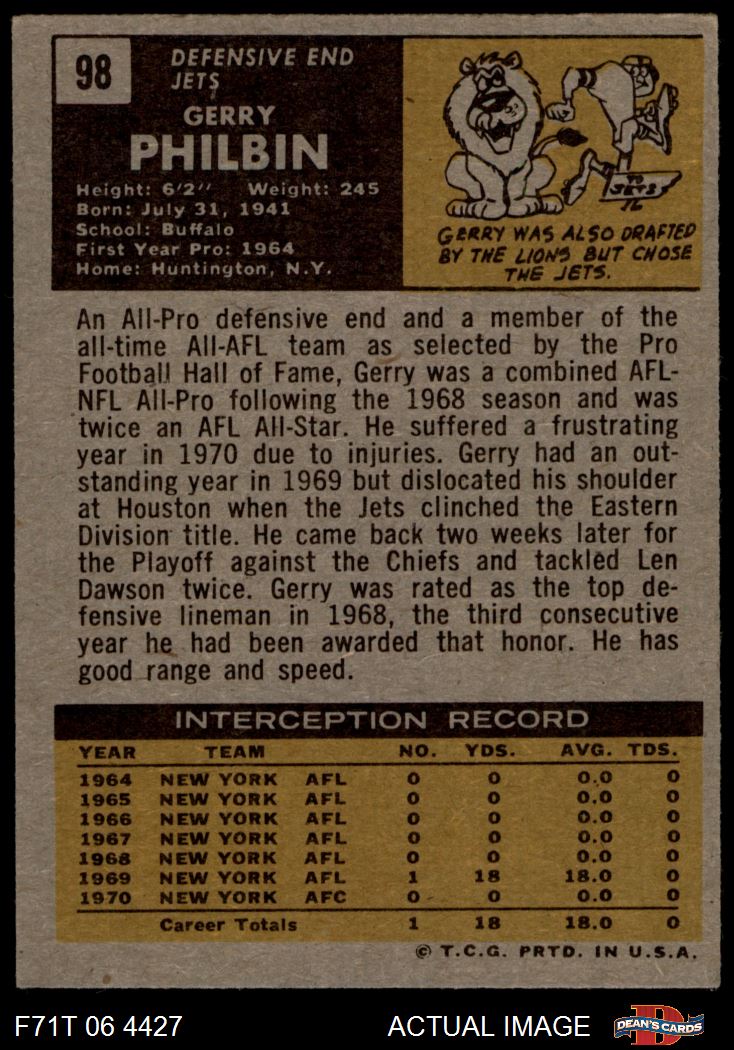 98
DEFENSIVE END
JETS
GERRY
PHILBIN
Height: 6'2" Weight: 245
Born: July 31, 1941
School: Buffalo
First Year Pro: 1964
Home: Huntington, N.Y.
TO
JETS
GERRY WAS ALSO DRAFTED
BY THE LIONS BUT CHOSE
THE JETS.
An All-Pro defensive end and a member of the
all-time All-AFL team as selected by the Pro
Football Hall of Fame, Gerry was a combined AFL-
NFL All-Pro following the 1968 season and was
twice an AFL All-Star. He suffered a frustrating
year in 1970 due to injuries. Gerry had an out-
standing year in 1969 but dislocated his shoulder
at Houston when the Jets clinched the Eastern
Division title. He came back two weeks later for
the Playoff against the Chiefs and tackled Len
Dawson twice. Gerry was rated as the top de-
fensive lineman in 1968, the third consecutive
year he had been awarded that honor. He has
good range and speed.
INTERCEPTION RECORD
YEAR TEAM NO. YDS. AVG. TDS.
1964 NEW YORK AFL 0 0 0.0 0
1965 NEW YORK AFL 0 0 0.0 0
1966 NEW YORK AFL 0 0 0.0 0
1967 NEW YORK AFL 0 0 0.0 0
1968 NEW YORK AFL 0 0 0.0 0
1969 NEW YORK AFL 1 18 18.0 0
1970 NEW YORK AFC 0 0 0.0 0
Career Totals 1 18 18.0 0
© T.C.G. PRTD. IN U.S.A.
F71T 06 4427 ACTUAL IMAGE D DEAN'S CARDS